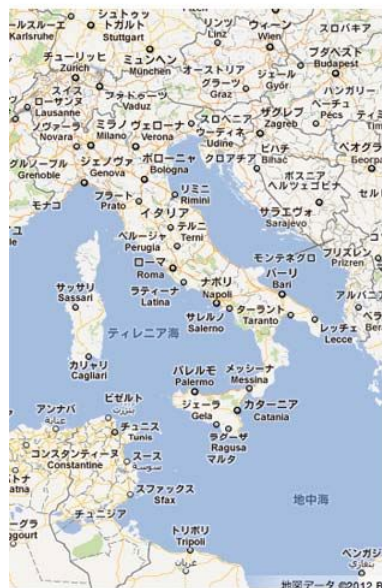 シュトゥッ
トガルト
Stuttgart
ールスルーエ
Karlsruhe
リンツ
Linz
ウィーン
Wien
スロバキア
ミュンヘン
München
ブダペスト
Budapest
チューリッヒ
Zürich
オーストリア
グラーツ
Graz
ジェール
Győr
スイス
ローザンヌ
Lausanne
ファドゥーツ
Vaduz
ハンガリー
スロベニア
ザグレブ
Zagreb
ペーチュ
Pécs
ノヴァーラ
Novara
ミラノ
Milano
ヴェローナ
Verona
ウーディネ
Udine
グルノーブル
Grenoble
ジェノヴァ
Genova
ボローニャ
Bologna
クロアチア
ビハチ
Bihać
ベオグラ
ボスニア
ヘルツェゴビナ
モナコ
プラート
Prato
リミニ
Rimini
サラエヴォ
Sarajevo
イタリア
テルニ
Terni
ペルージャ
Perugia
モンテネグロ
プリズレン
Prizren
ローマ
Roma
バーリ
Bari
サッサリ
Sassari
ラティーナ
Latina
ナポリ
Napoli
アルバニ
ターラント
Taranto
サレルノ
Salerno
レッチェ
Lecce
ティレニア海
カリャリ
Cagliari
パレルモ
Palermo
メッシーナ
Messina
アンナバ
عنابة
ビゼルト
بنزرت
ジェーラ
Gela
カターニア
Catania
チュニス
Tunis
ラグーザ
Ragusa
マルタ
コンスタンティーヌ
Constantine
スース
سوسة
スファックス
Sfax
地中海
チュニジア
ーグラ
ggourt
トリポリ
Tripoli
غريان
ベンガジ
بنغازي
地図データ ©2012